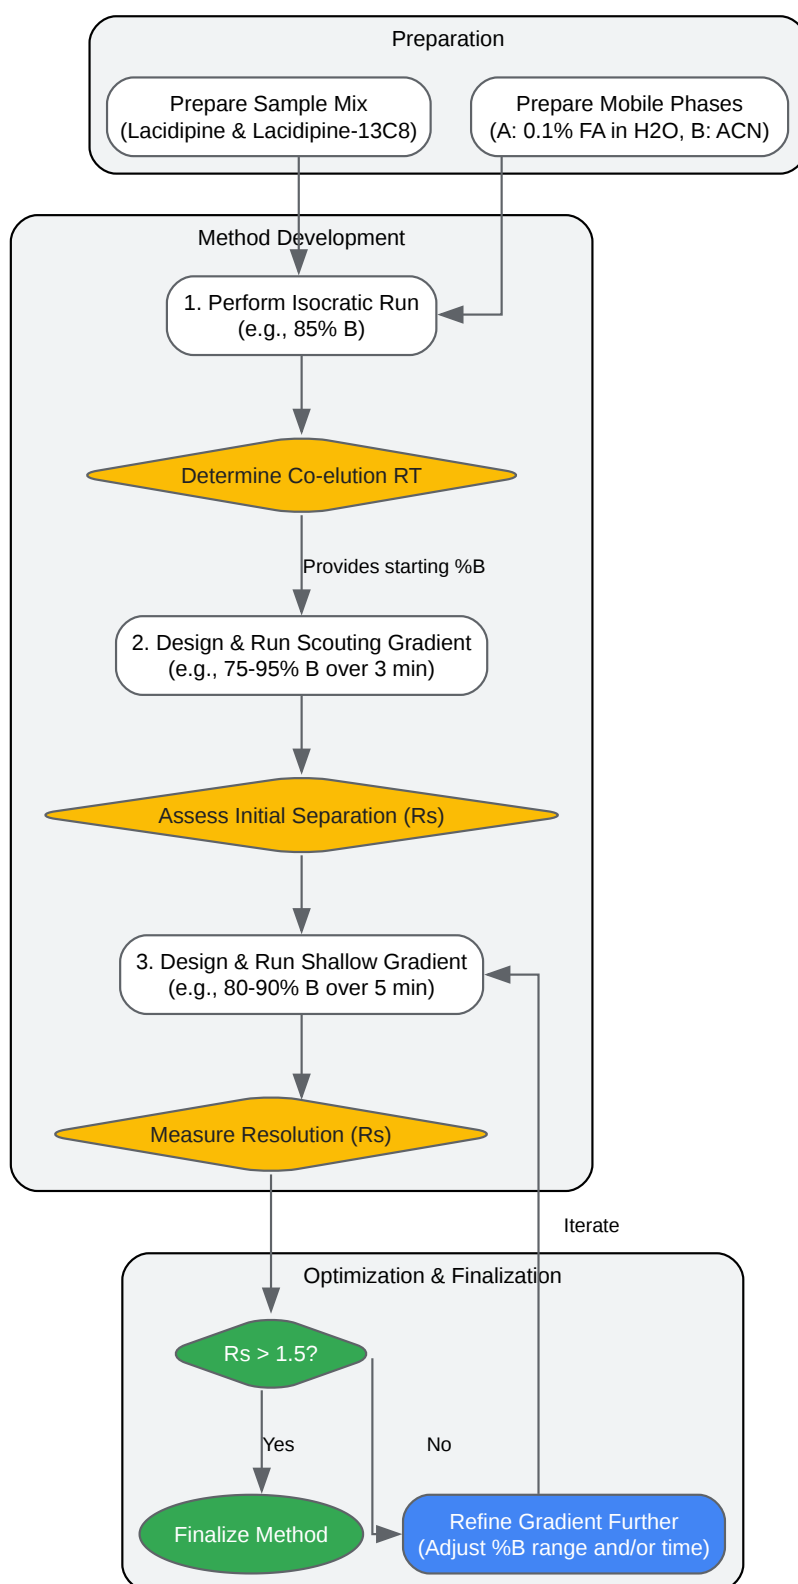 Preparation
Prepare Sample Mix
(Lacidipine & Lacidipine-13C8)
Prepare Mobile Phases
(A: 0.1% FA in H2O, B: ACN)
Method Development
1. Perform Isocratic Run
(e.g., 85% B)
Determine Co-elution RT
Provides starting %B
2. Design & Run Scouting Gradient
(e.g., 75-95% B over 3 min)
Assess Initial Separation (Rs)
3. Design & Run Shallow Gradient
(e.g., 80-90% B over 5 min)
Measure Resolution (Rs)
Iterate
Optimization & Finalization
Rs > 1.5?
Yes
No
Finalize Method
Refine Gradient Further
(Adjust %B range and/or time)